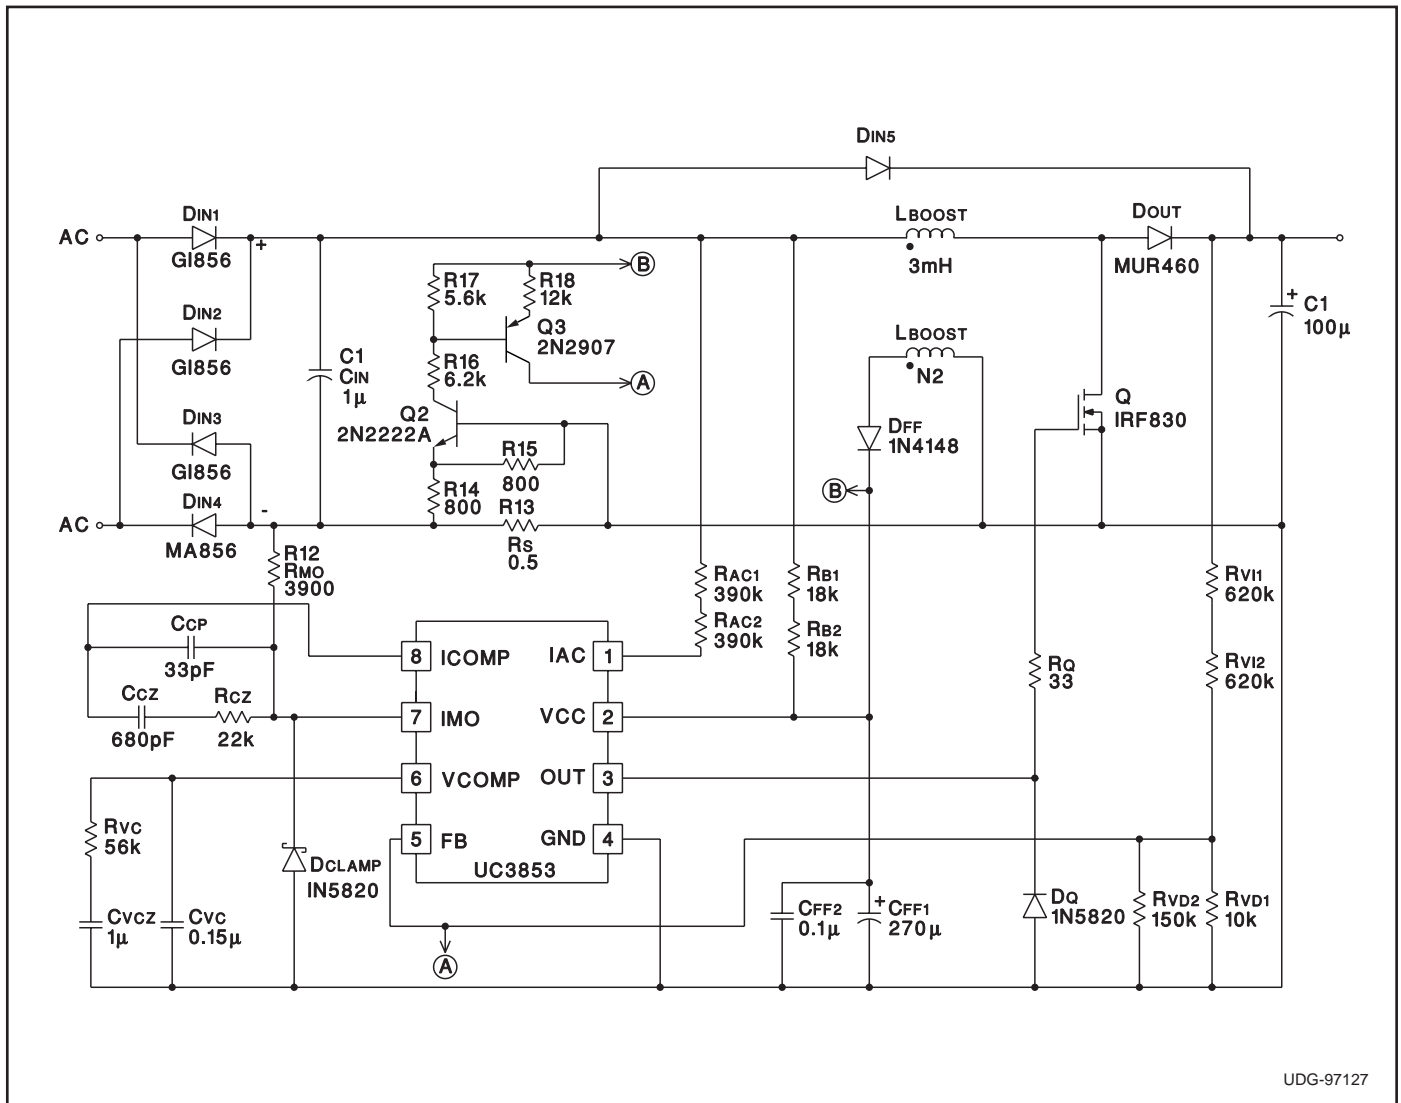 DIN5
AC
DIN1
GI856
+
LBOOST
3mH
DOUT
MUR460
B
R17
5.6k
R18
12k
DIN2
GI856
Q3
2N2907
LBOOST
N2
+
C1
100µ
C1
CIN
1µ
R16
6.2k
A
Q2
2N2222A
Q
IRF830
DIN3
GI856
DFF
1N4148
R15
800
R14
800
B
DIN4
-
AC
MA856
R13
RS
0.5
R12
RMO
3900
RAC1
390k
RAC2
390k
RB1
18k
RB2
18k
RVI1
620k
CCP
33pF
8 ICOMP
IAC 1
RQ
33
RVI2
620k
CCZ
680pF
RCZ
22k
7 IMO
VCC 2
6 VCOMP
OUT 3
5 FB
GND 4
UC3853
RVC
56k
DCLAMP
IN5820
CVCZ
1µ
CVC
0.15µ
CFF2
0.1µ
+
CFF1
270µ
DQ
1N5820
RVD2
150k
RVD1
10k
A
UDG-97127